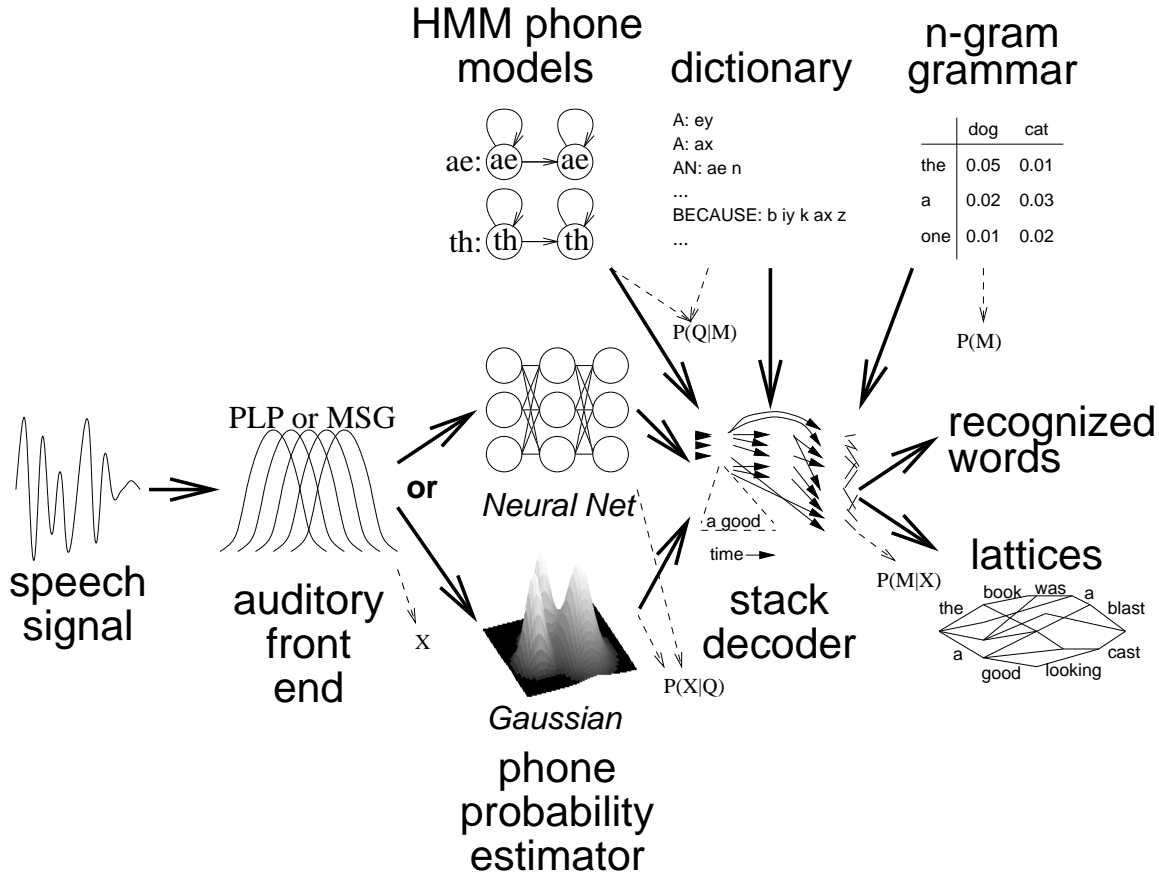 HMM phone
models
dictionary
n-gram
grammar
ae: ae ae
th: th th
A: ey
A: ax
AN: ae n
...
BECAUSE: b iy k ax z
...
dog cat
the 0.05 0.01
a 0.02 0.03
one 0.01 0.02
P(Q|M)
P(M)
speech
signal
PLP or MSG
auditory
front
end
X
or
Neural Net
Gaussian
phone
probability
estimator
P(X|Q)
a good
time
stack
decoder
P(M|X)
recognized
words
lattices
the book was a blast
a good looking cast